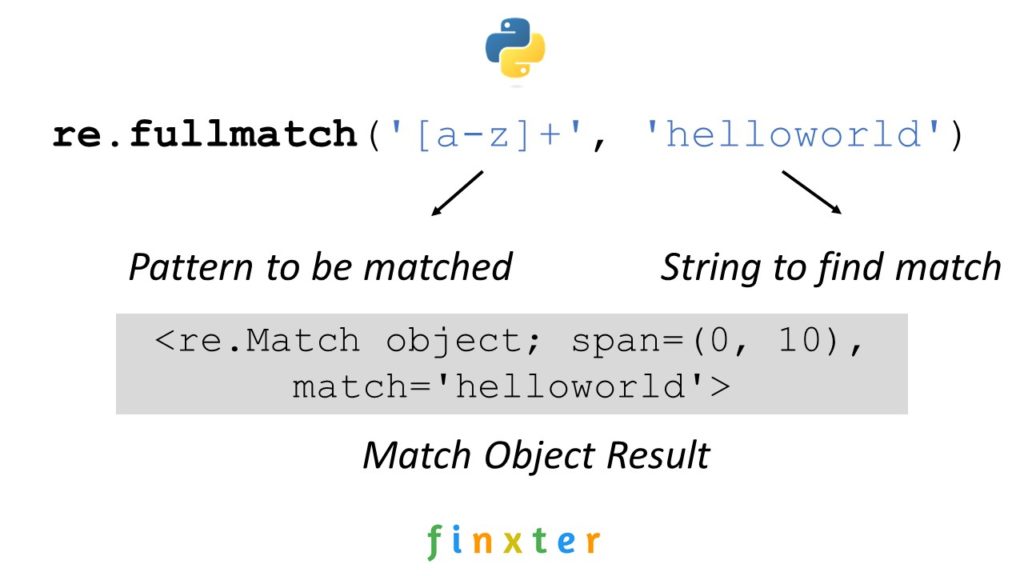 re.fullmatch('[a-z]+', 'helloworld')
Pattern to be matched String to find match
<re.Match object; span=(0, 10),
match='helloworld'>
Match Object Result
finxter